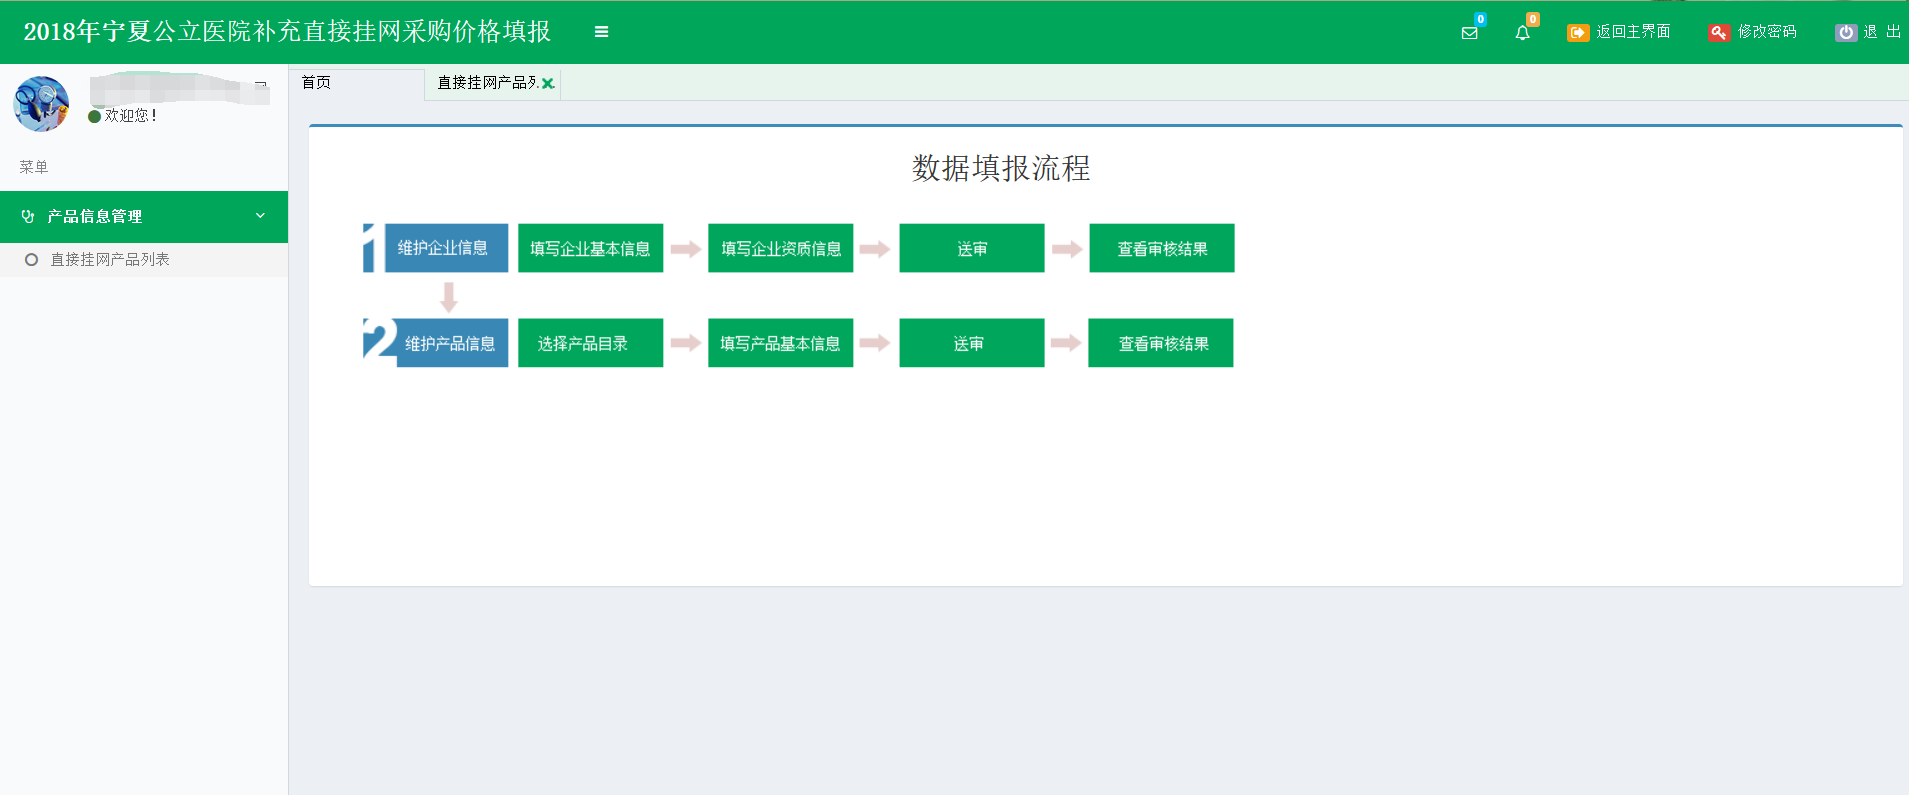 2018年宁夏公立医院补充直接挂网采购价格填报
0
0
返回主界面
修改密码
退 出
欢迎您！
菜单
产品信息管理
直接挂网产品列表
首页
直接挂网产品
数据填报流程
1 维护企业信息 填写企业基本信息 填写企业资质信息 送审 查看审核结果
2 维护产品信息 选择产品目录 填写产品基本信息 送审 查看审核结果